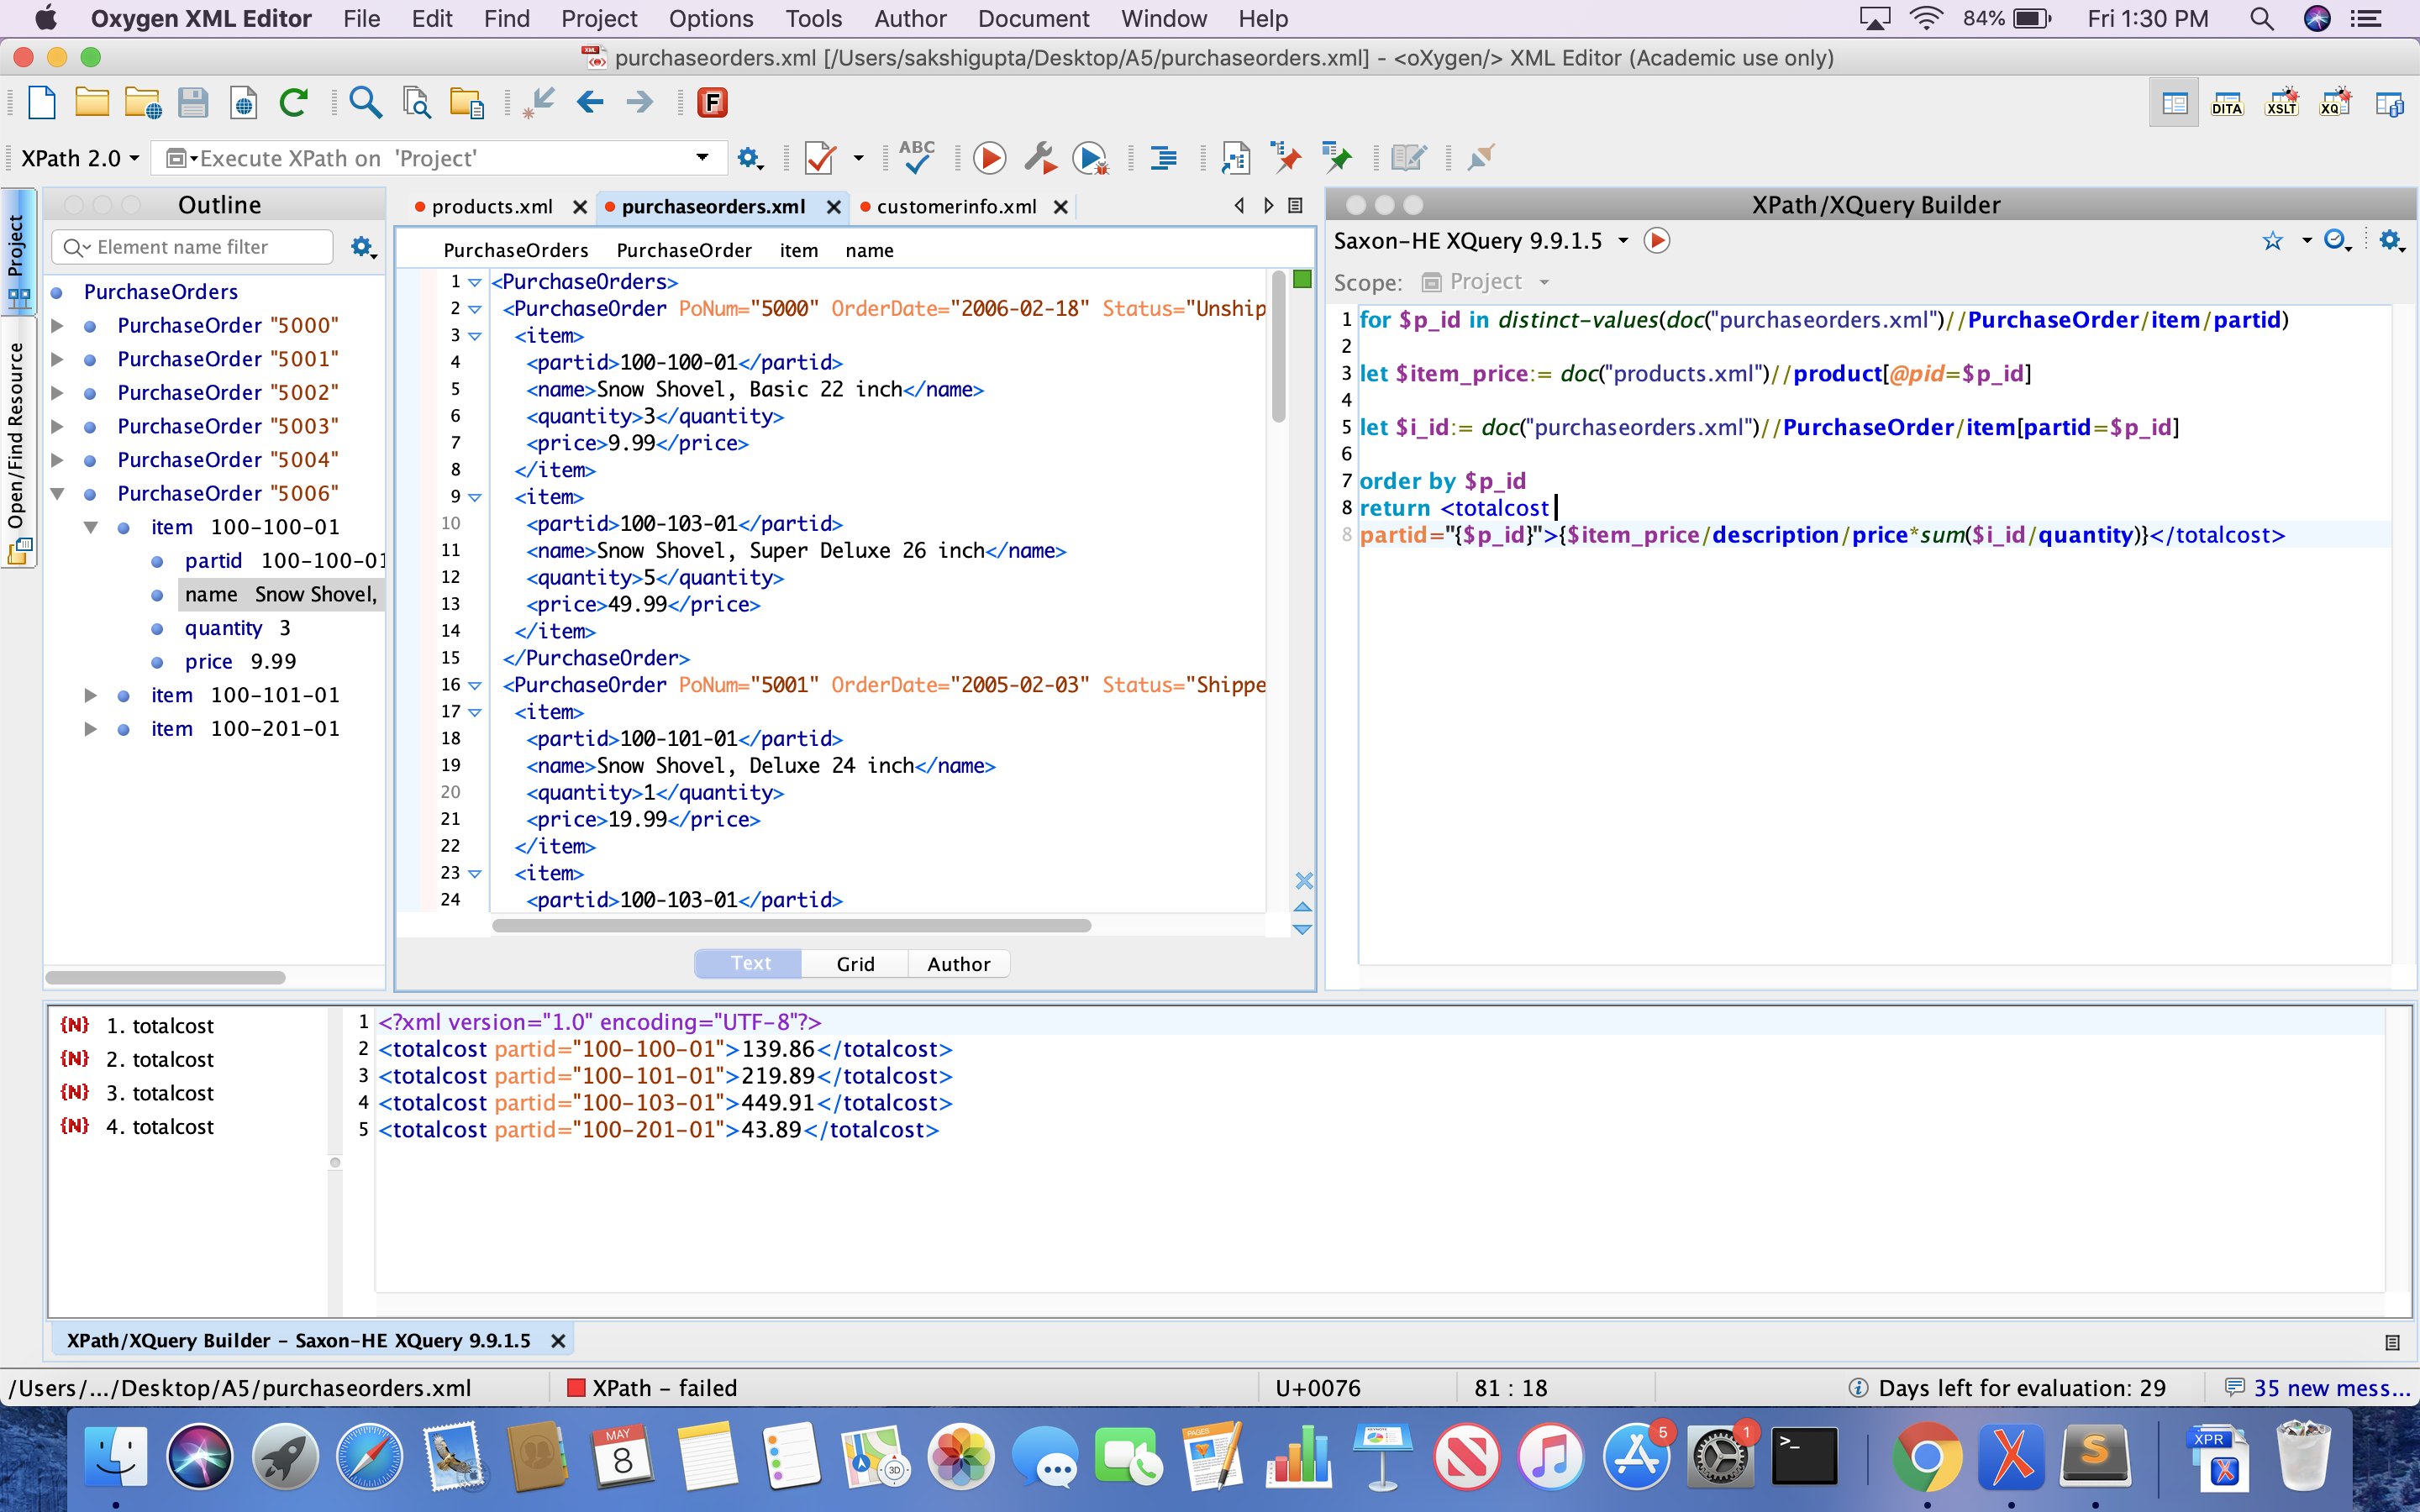 Oxygen XML Editor File Edit Find Project Options Tools Author Document Window Help 84% Fri 1:30 PM
purchaseorders.xml [/Users/sakshigupta/Desktop/A5/purchaseorders.xml] - <oXygen/> XML Editor (Academic use only)
F DITA XSLT XQ
XPath 2.0 Execute XPath on 'Project' ABC
Project
Open/Find Resource
Outline
Element name filter
PurchaseOrders
PurchaseOrder "5000"
PurchaseOrder "5001"
PurchaseOrder "5002"
PurchaseOrder "5003"
PurchaseOrder "5004"
PurchaseOrder "5006"
item 100-100-01
partid 100-100-01
name Snow Shovel,
quantity 3
price 9.99
item 100-101-01
item 100-201-01
products.xml purchaseorders.xml customerinfo.xml
PurchaseOrders PurchaseOrder item name
1 <PurchaseOrders>
2 <PurchaseOrder PoNum="5000" OrderDate="2006-02-18" Status="Unship
3 <item>
4 <partid>100-100-01</partid>
5 <name>Snow Shovel, Basic 22 inch</name>
6 <quantity>3</quantity>
7 <price>9.99</price>
8 </item>
9 <item>
10 <partid>100-103-01</partid>
11 <name>Snow Shovel, Super Deluxe 26 inch</name>
12 <quantity>5</quantity>
13 <price>49.99</price>
14 </item>
15 </PurchaseOrder>
16 <PurchaseOrder PoNum="5001" OrderDate="2005-02-03" Status="Shippe
17 <item>
18 <partid>100-101-01</partid>
19 <name>Snow Shovel, Deluxe 24 inch</name>
20 <quantity>1</quantity>
21 <price>19.99</price>
22 </item>
23 <item>
24 <partid>100-103-01</partid>
Text Grid Author
XPath/XQuery Builder
Saxon-HE XQuery 9.9.1.5
Scope: Project
1 for $p_id in distinct-values(doc("purchaseorders.xml")//PurchaseOrder/item/partid)
2
3 let $item_price:= doc("products.xml")//product[@pid=$p_id]
4
5 let $i_id:= doc("purchaseorders.xml")//PurchaseOrder/item[partid=$p_id]
6
7 order by $p_id
8 return <totalcost
8 partid="{$p_id}">{$item_price/description/price*sum($i_id/quantity)}</totalcost>
{N} 1. totalcost
{N} 2. totalcost
{N} 3. totalcost
{N} 4. totalcost
1 <?xml version="1.0" encoding="UTF-8"?>
2 <totalcost partid="100-100-01">139.86</totalcost>
3 <totalcost partid="100-101-01">219.89</totalcost>
4 <totalcost partid="100-103-01">449.91</totalcost>
5 <totalcost partid="100-201-01">43.89</totalcost>
XPath/XQuery Builder - Saxon-HE XQuery 9.9.1.5
/Users/.../Desktop/A5/purchaseorders.xml XPath - failed U+0076 81 : 18 Days left for evaluation: 29 35 new mess...
MAY 8 3D PAGES 5 1 >_ S XPR